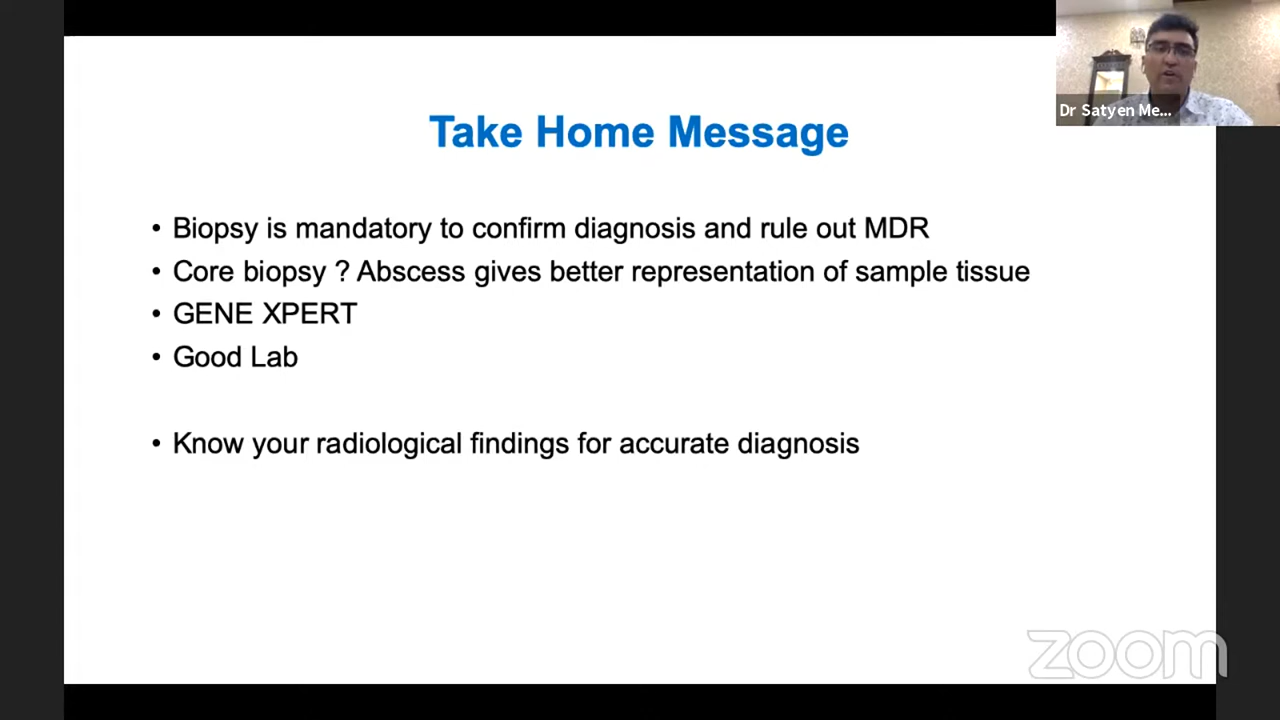 Dr Satyen Me...
Take Home Message
• Biopsy is mandatory to confirm diagnosis and rule out MDR
• Core biopsy ? Abscess gives better representation of sample tissue
• GENE XPERT
• Good Lab
• Know your radiological findings for accurate diagnosis
zoom